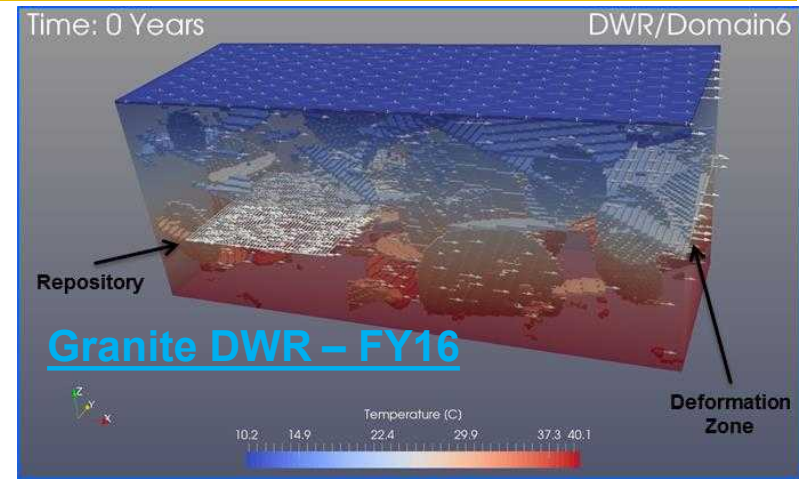 Time: 0 Years
DWR/Domain6
Repository
Granite DWR – FY16
Deformation
Zone
Z
Y
X
Temperature (C)
10.2 14.9 22.4 29.9 37.3 40.1